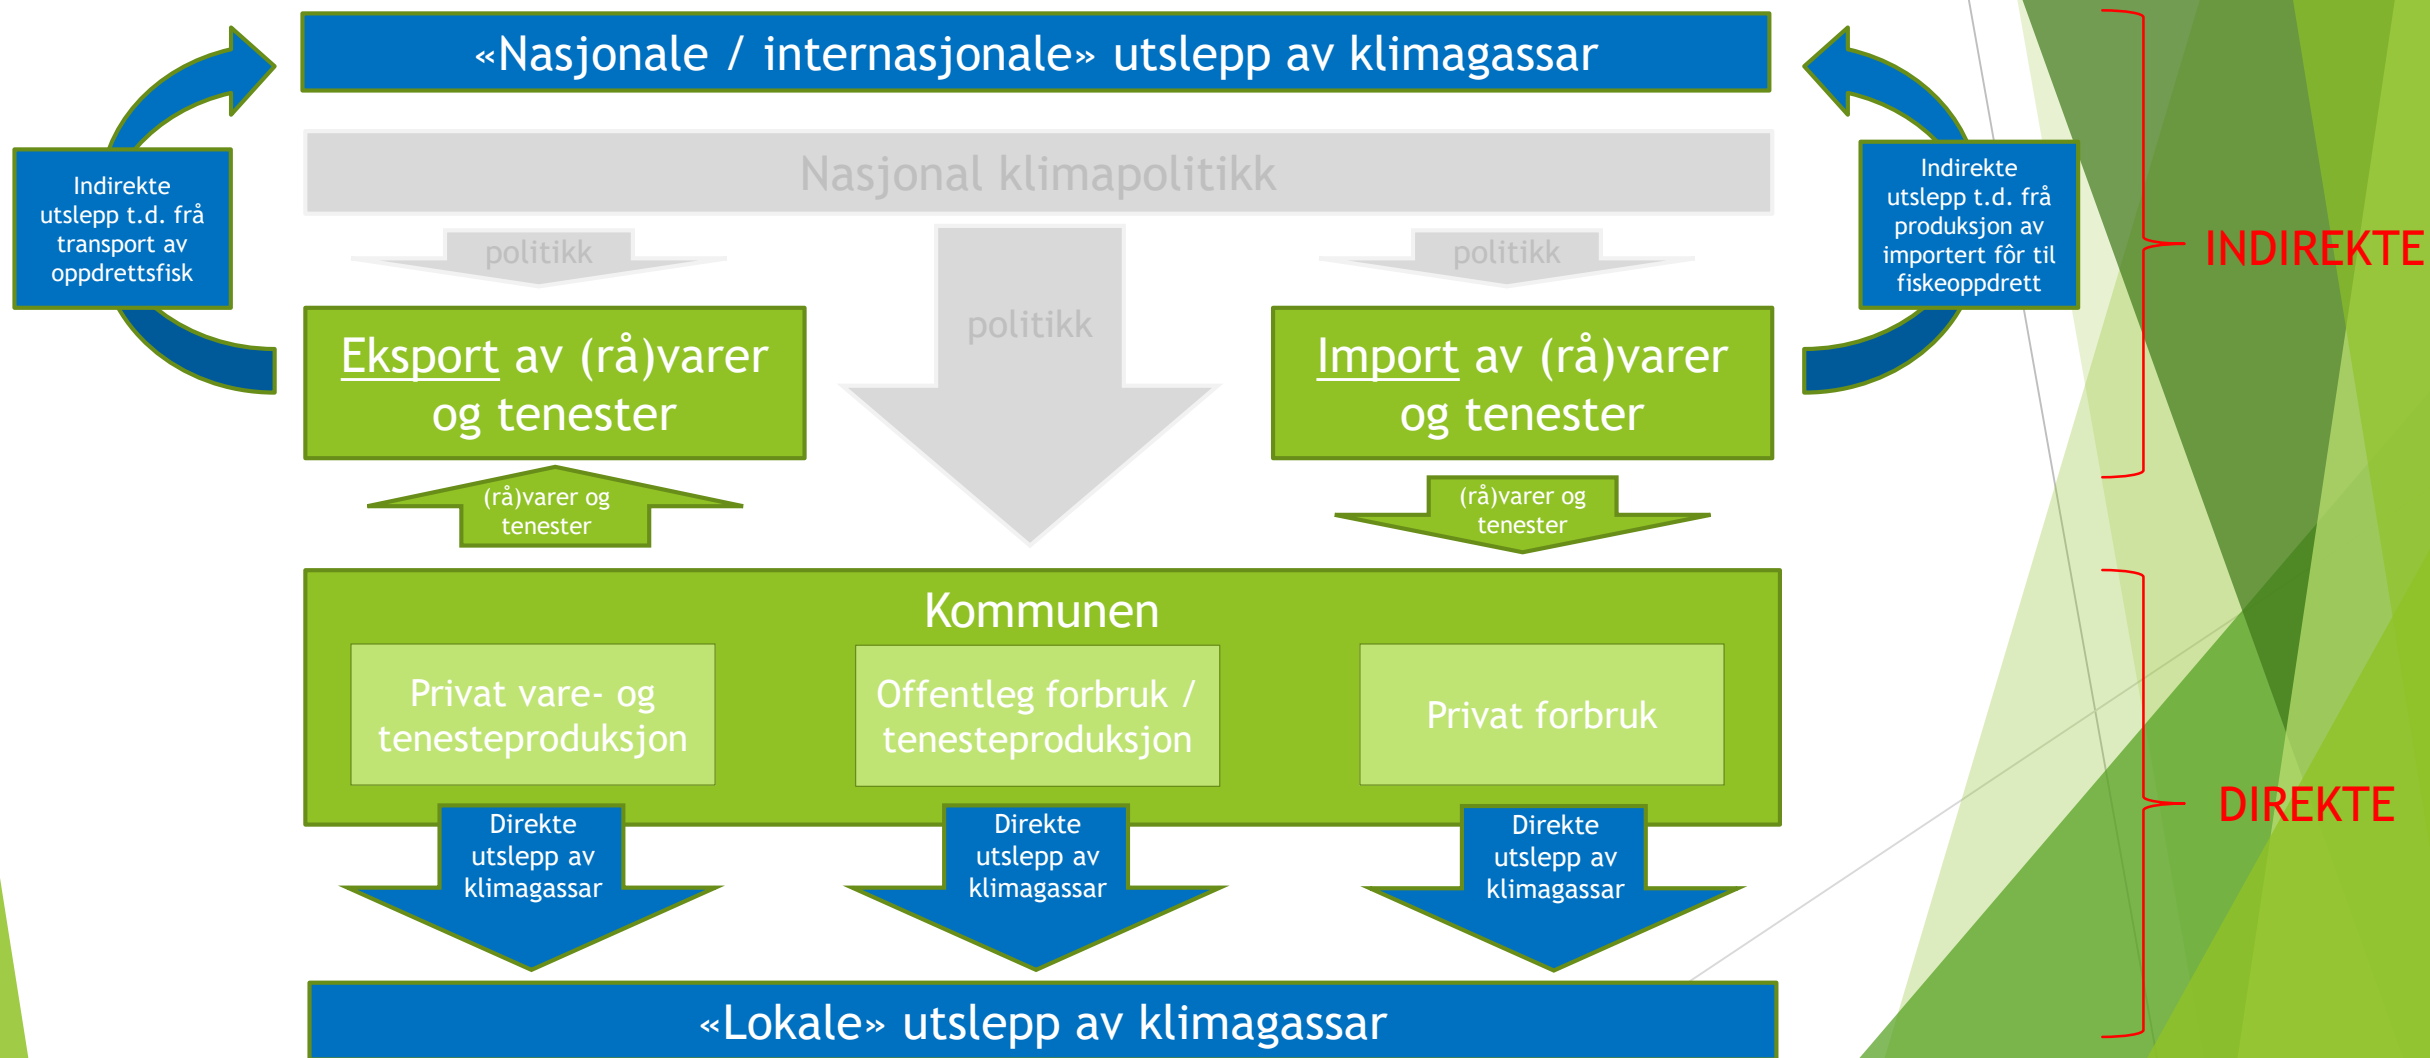 «Nasjonale / internasjonale» utslepp av klimagassar
Nasjonal klimapolitikk
Indirekte
utslepp t.d. frå
transport av
oppdrettsfisk
politikk
politikk
politikk
Indirekte
utslepp t.d. frå
produksjon av
importert fôr til
fiskeoppdrett
INDIREKTE
Eksport av (rå)varer
og tenester
Import av (rå)varer
og tenester
(rå)varer og
tenester
(rå)varer og
tenester
Kommunen
Privat vare- og
tenesteproduksjon
Offentleg forbruk /
tenesteproduksjon
Privat forbruk
DIREKTE
Direkte
utslepp av
klimagassar
Direkte
utslepp av
klimagassar
Direkte
utslepp av
klimagassar
«Lokale» utslepp av klimagassar